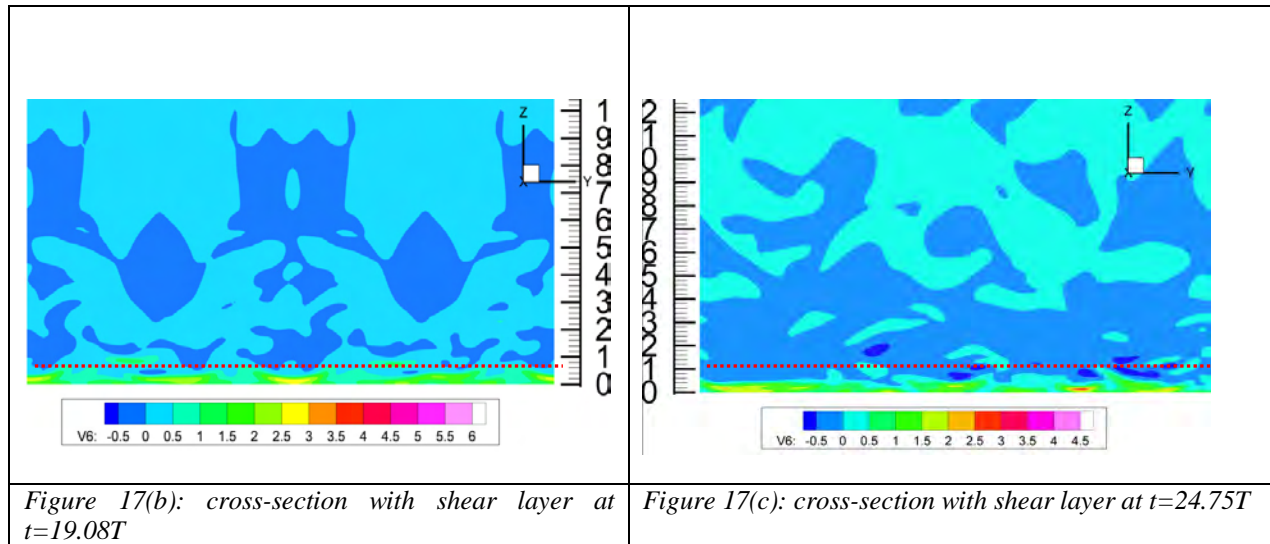 Z
1
9
8
X
Y
7
6
5
4
3
2
1
0
V6: -0.5 0 0.5 1 1.5 2 2.5 3 3.5 4 4.5 5 5.5 6
Figure 17(b): cross-section with shear layer at
t=19.08T
2
Z
1
0
X
Y
9
8
7
6
5
4
3
2
1
0
V6: -0.5 0 0.5 1 1.5 2 2.5 3 3.5 4 4.5
Figure 17(c): cross-section with shear layer at t=24.75T